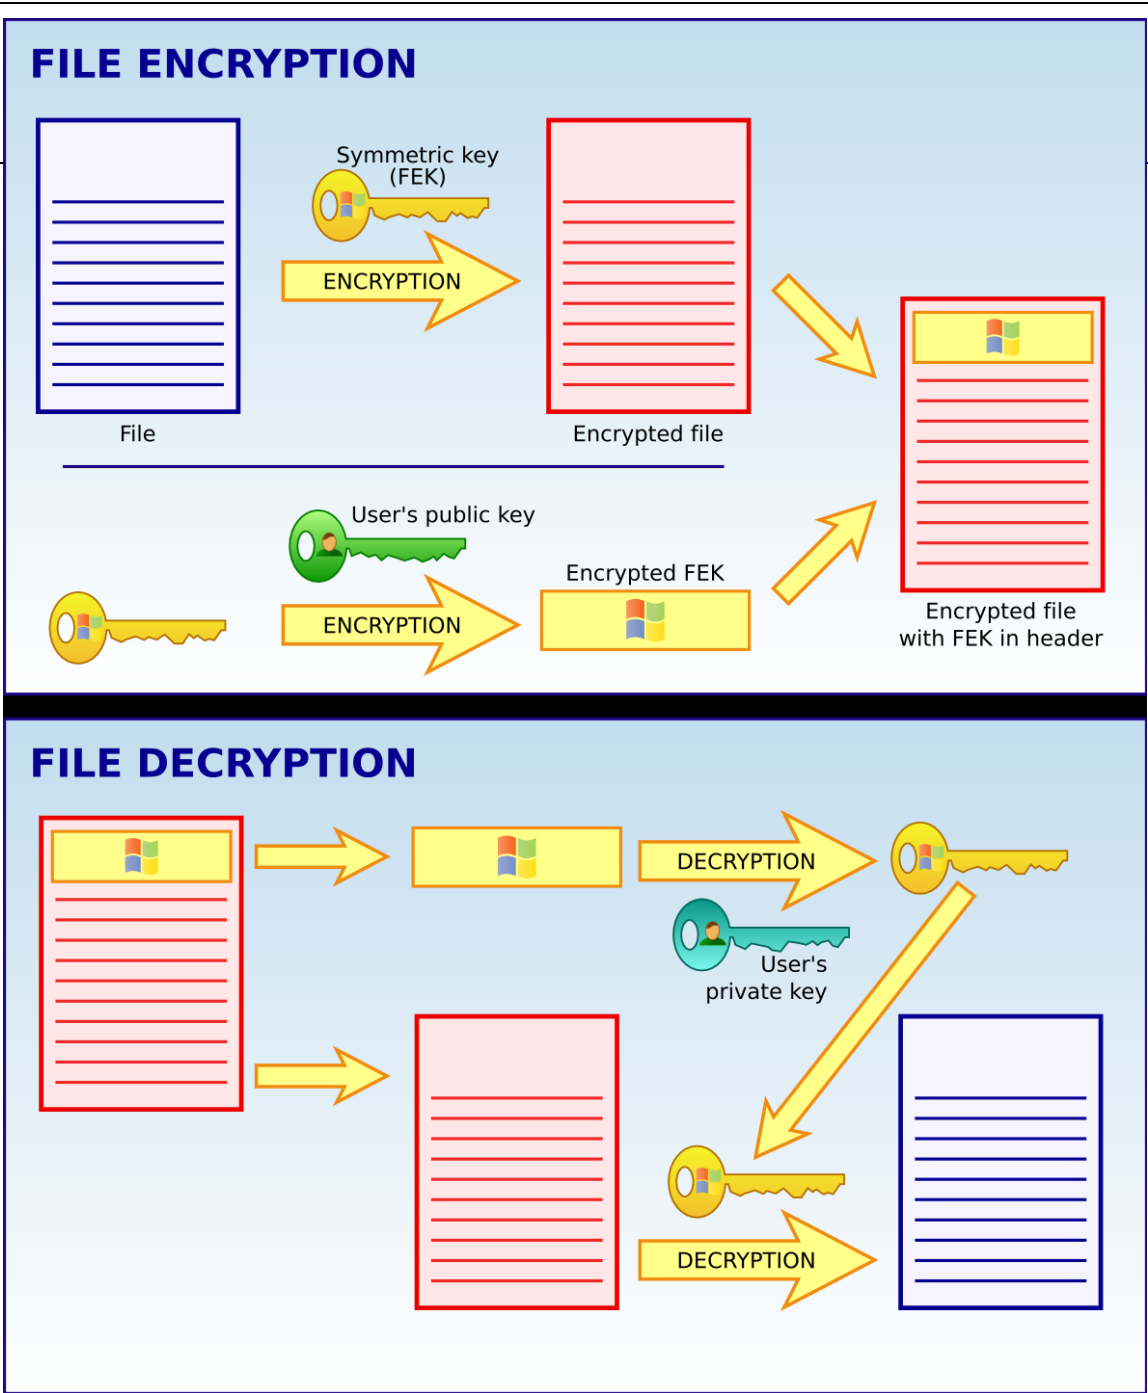 FILE ENCRYPTION
Symmetric key
(FEK)
ENCRYPTION
File
Encrypted file
User's public key
Encrypted FEK
ENCRYPTION
Encrypted file
with FEK in header
FILE DECRYPTION
DECRYPTION
User's
private key
DECRYPTION